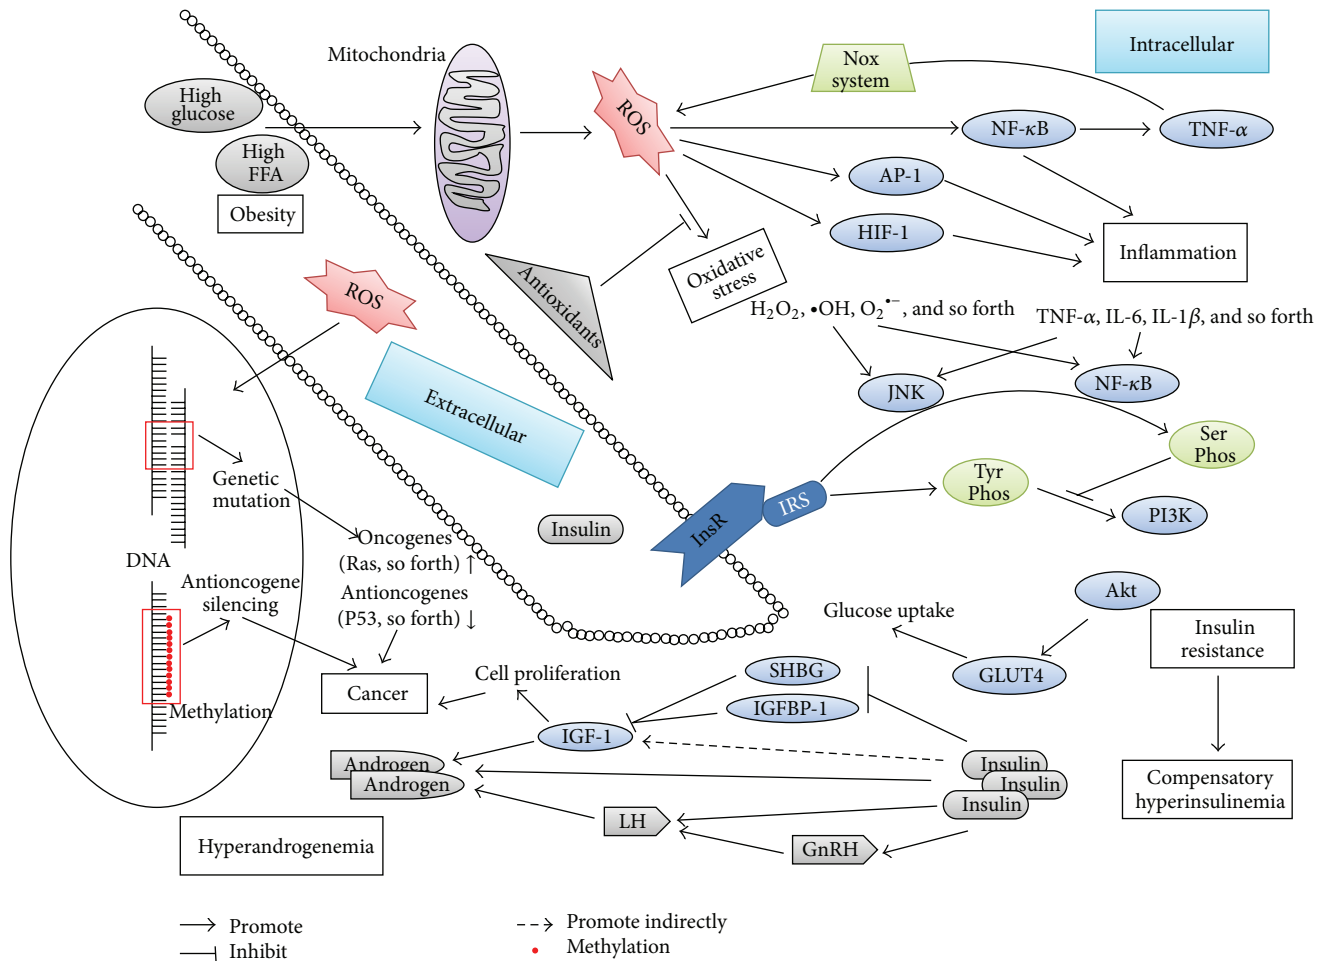 Mitochondria
Nox
system
Intracellular
High
glucose
ROS
NF-κB
TNF-α
High
FFA
AP-1
Obesity
HIF-1
Inflammation
Oxidative
stress
Antioxidants
ROS
H₂O₂, •OH, O₂•⁻, and so forth
TNF-α, IL-6, IL-1β, and so forth
JNK
NF-κB
Extracellular
Ser
Phos
Tyr
Phos
Genetic
mutation
IRS
InsR
Insulin
PI3K
DNA
Oncogenes
(Ras, so forth) ↑
Antioncogene
silencing
Antioncogenes
(P53, so forth) ↓
Akt
Glucose uptake
Insulin
resistance
GLUT4
SHBG
Cell proliferation
Cancer
IGFBP-1
Methylation
IGF-1
Androgen
Androgen
Insulin
Insulin
Insulin
Compensatory
hyperinsulinemia
LH
GnRH
Hyperandrogenemia
Promote
Inhibit
Promote indirectly
Methylation